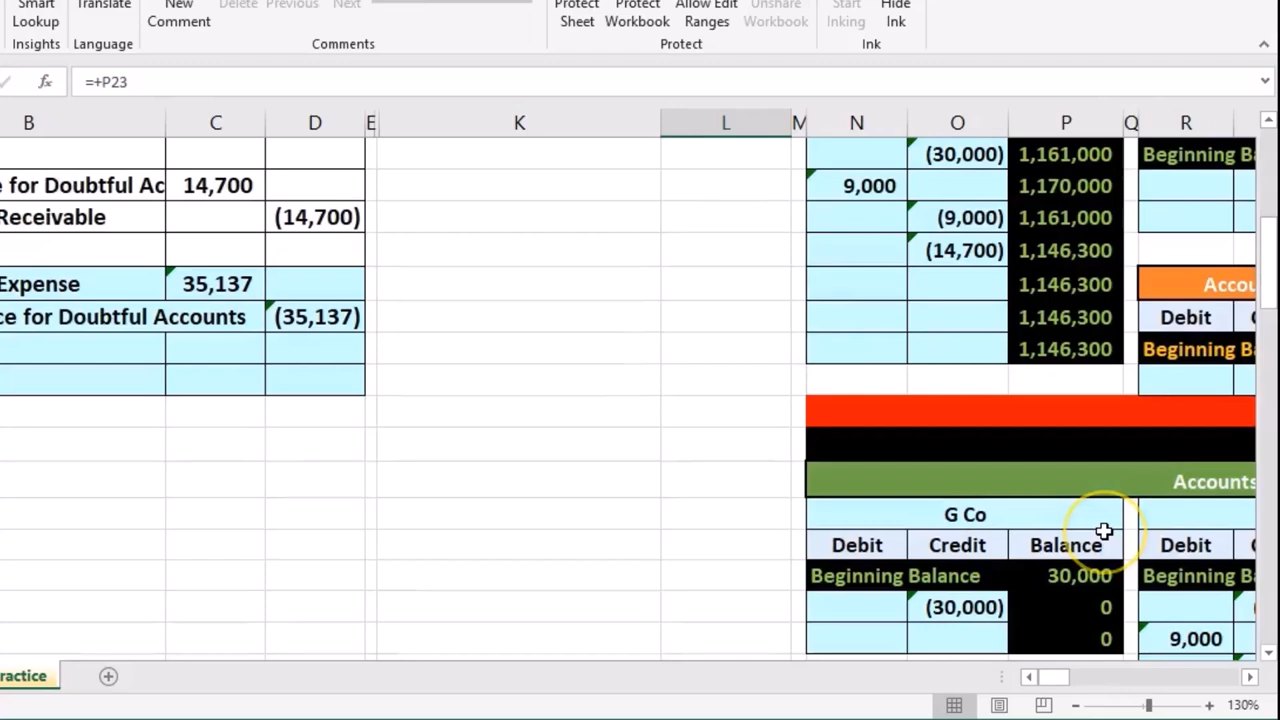 Smart Translate New Delete Previous Next Protect Protect Allow Edit Unshare Start Hide
Lookup Comment Sheet Workbook Ranges Workbook Inking Ink
Insights Language Comments Protect Ink
fx =+P23
B C D E K L M N O P Q R
(30,000) 1,161,000 Beginning Ba
e for Doubtful Ac 14,700 9,000 1,170,000
Receivable (14,700) (9,000) 1,161,000
(14,700) 1,146,300
Expense 35,137 1,146,300 Accou
ce for Doubtful Accounts (35,137) 1,146,300 Debit
1,146,300 Beginning Ba
Accounts
G Co
Debit Credit Balance Debit
Beginning Balance 30,000 Beginning Ba
(30,000) 0
0 9,000
ractice
130%